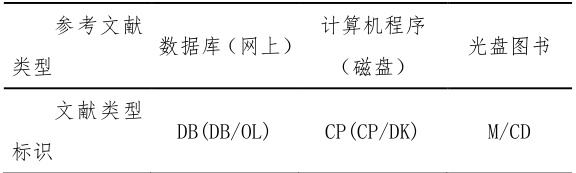 参考文献类型 数据库（网上） 计算机程序（磁盘） 光盘图书
文献类型标识 DB(DB/OL) CP(CP/DK) M/CD